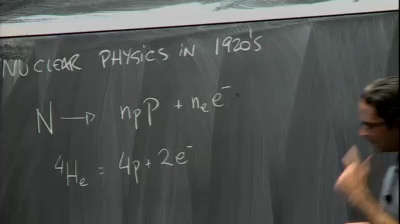 NUCLEAR PHYSICS IN 1920's
N → nₚP + nₑe⁻
⁴Hₑ = 4p + 2e⁻